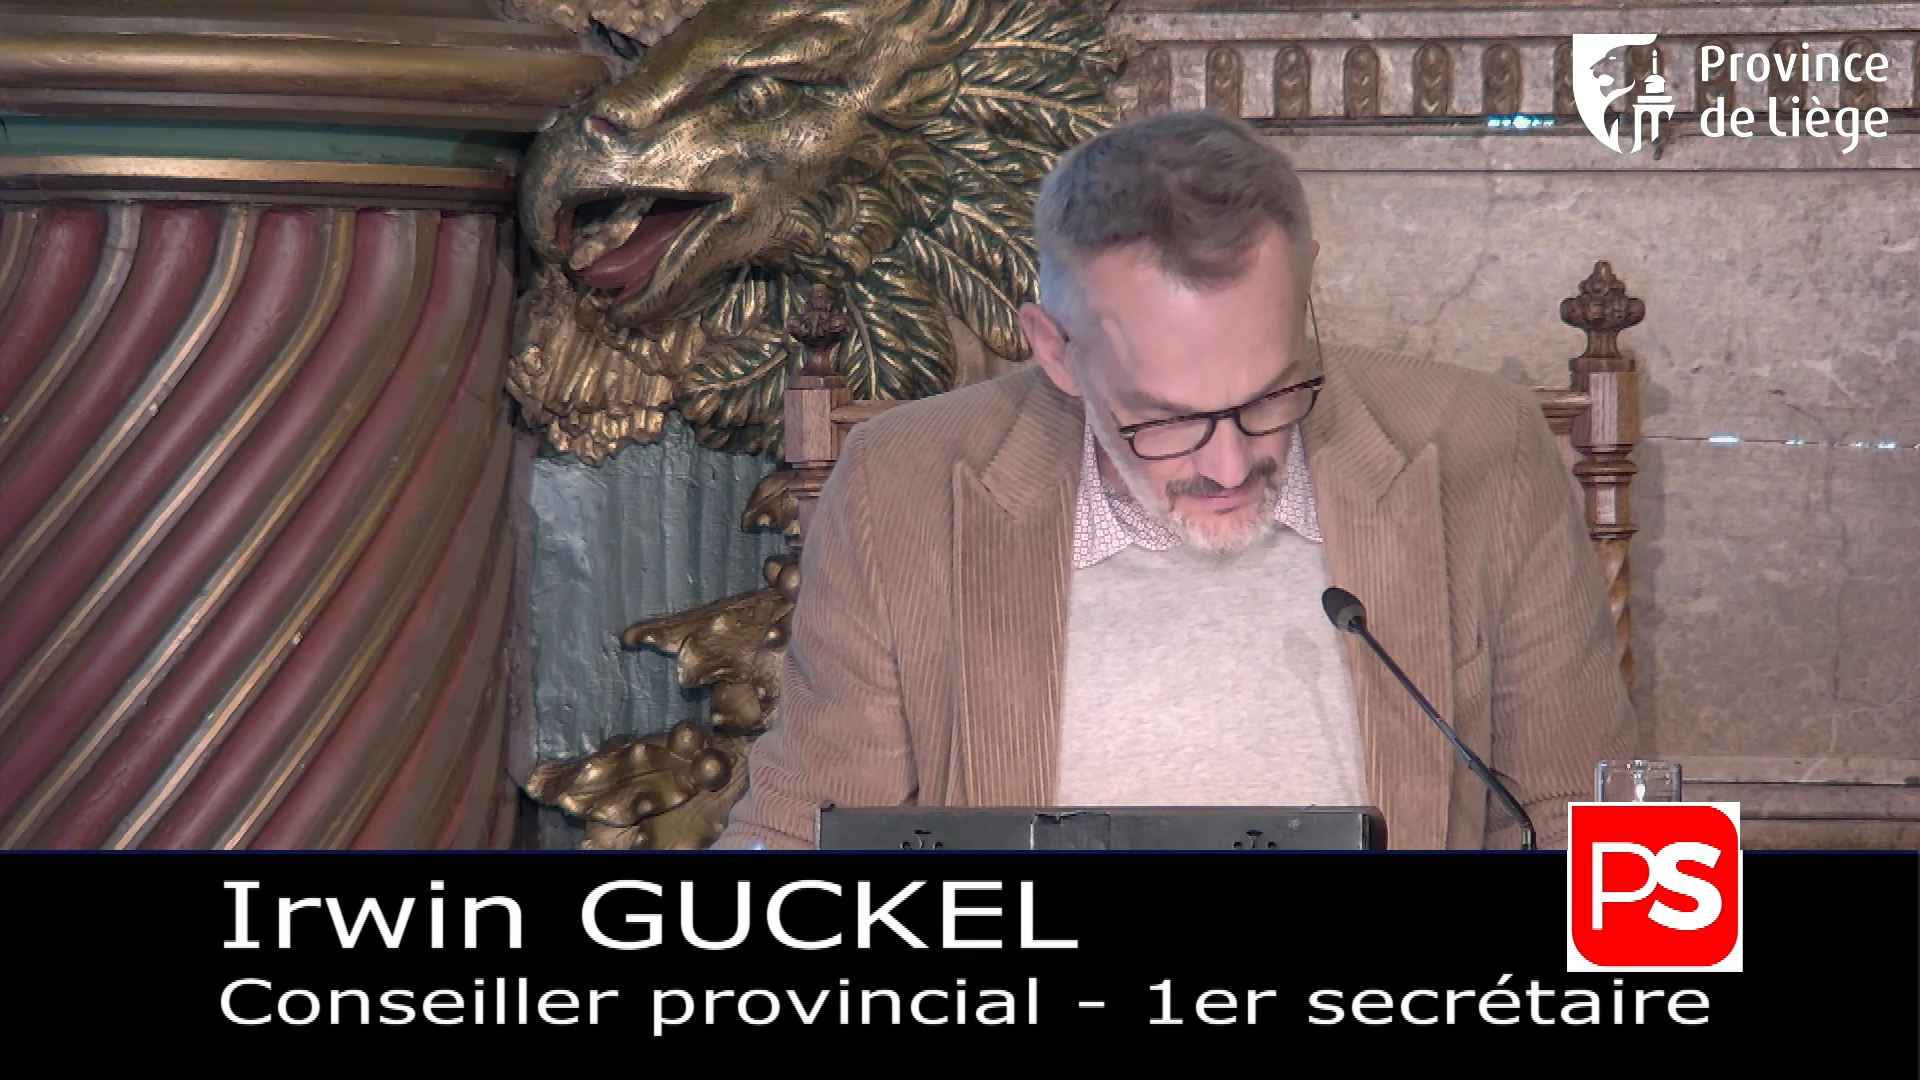 Province
de Liège
PS
Irwin GUCKEL
Conseiller provincial - 1er secrétaire